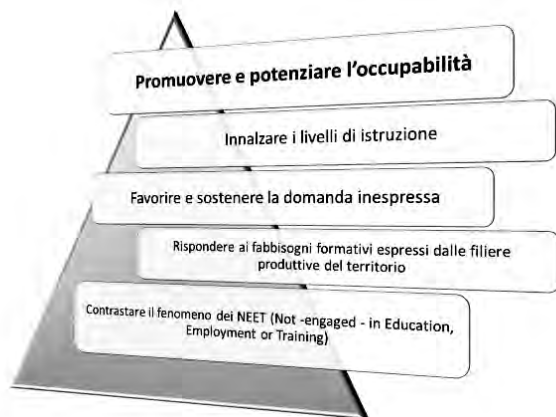 Promuovere e potenziare l'occupabilità
Innalzare i livelli di istruzione
Favorire e sostenere la domanda inespressa
Rispondere ai fabbisogni formativi espressi dalle filiere
produttive del territorio
Contrastare il fenomeno dei NEET (Not -engaged - in Education,
Employment or Training)